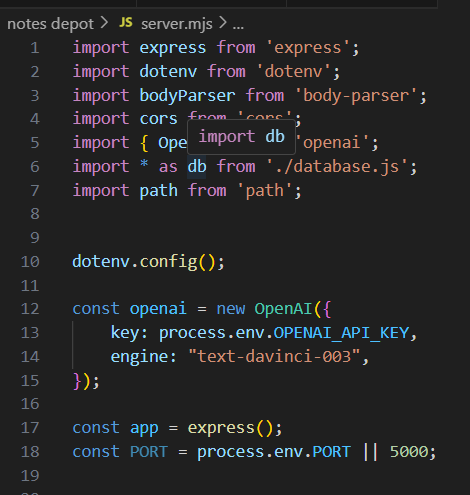 notes depot > JS server.mjs > ...
1 import express from 'express';
2 import dotenv from 'dotenv';
3 import bodyParser from 'body-parser';
4 import cors from 'cors';
5 import { Ope 'openai';
import db
6 import * as db from './database.js';
7 import path from 'path';
8
9
10 dotenv.config();
11
12 const openai = new OpenAI({
13 key: process.env.OPENAI_API_KEY,
14 engine: "text-davinci-003",
15 });
16
17 const app = express();
18 const PORT = process.env.PORT || 5000;
19